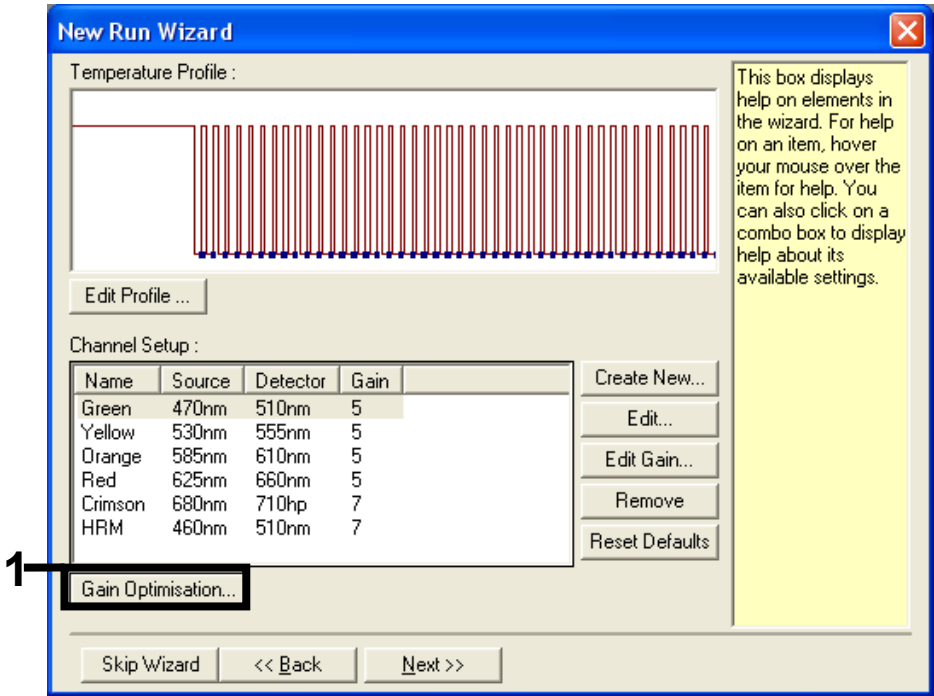 New Run Wizard
Temperature Profile :
This box displays
help on elements in
the wizard. For help
on an item, hover
your mouse over the
item for help. You
can also click on a
combo box to display
help about its
available settings.
Edit Profile ...
Channel Setup :
Name Source Detector Gain
Green 470nm 510nm 5
Yellow 530nm 555nm 5
Orange 585nm 610nm 5
Red 625nm 660nm 5
Crimson 680nm 710hp 7
HRM 460nm 510nm 7
Create New...
Edit...
Edit Gain...
Remove
Reset Defaults
1
Gain Optimisation...
Skip Wizard << Back Next >>